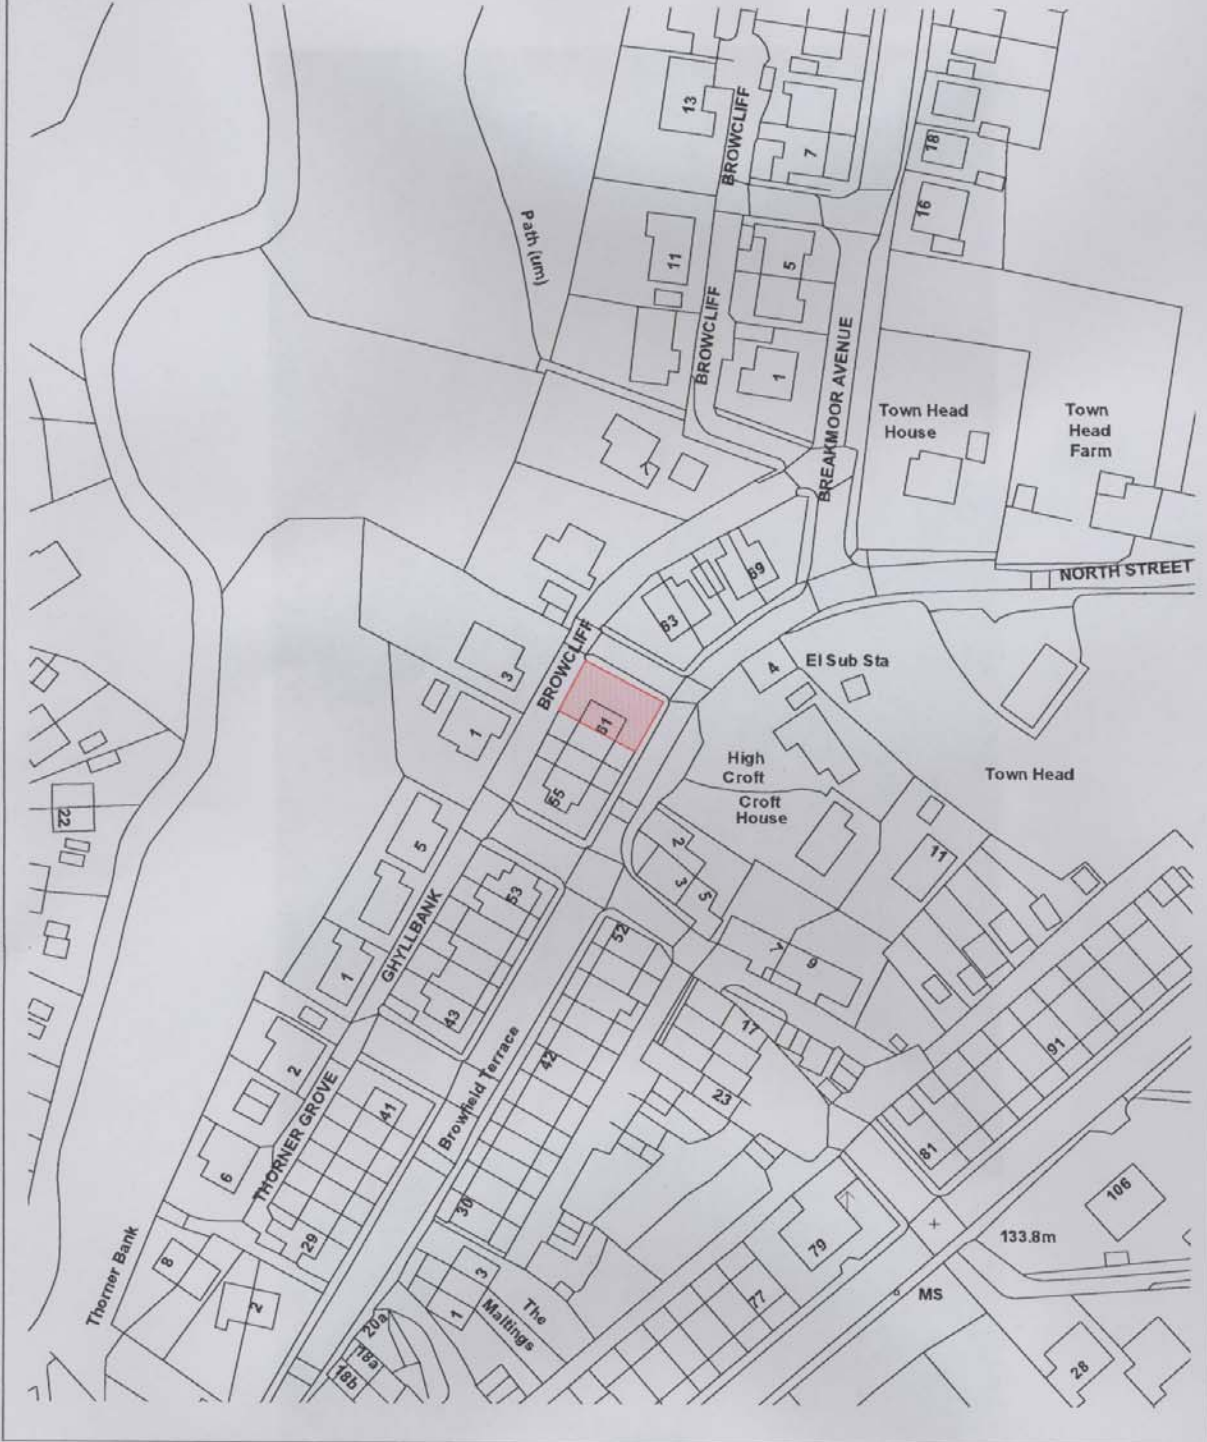 13
BROWCLIFF
7
18
16
Path (um)
11
5
BROWCLIFF
1
BREAKMOOR AVENUE
Town Head
House
Town
Head
Farm
7
69
63
NORTH STREET
BROWCLIFF
3
4
El Sub Sta
61
1
High
Croft
Town Head
55
Croft
House
22
5
2
3
5
11
53
GHYLLBANK
52
7
9
1
43
17
91
2
42
23
41
Browfield Terrace
THORNER GROVE
81
6
30
106
29
79
133.8m
8
Thorner Bank
3
77
MS
2
1
The
Maltings
20a
18a
18b
28